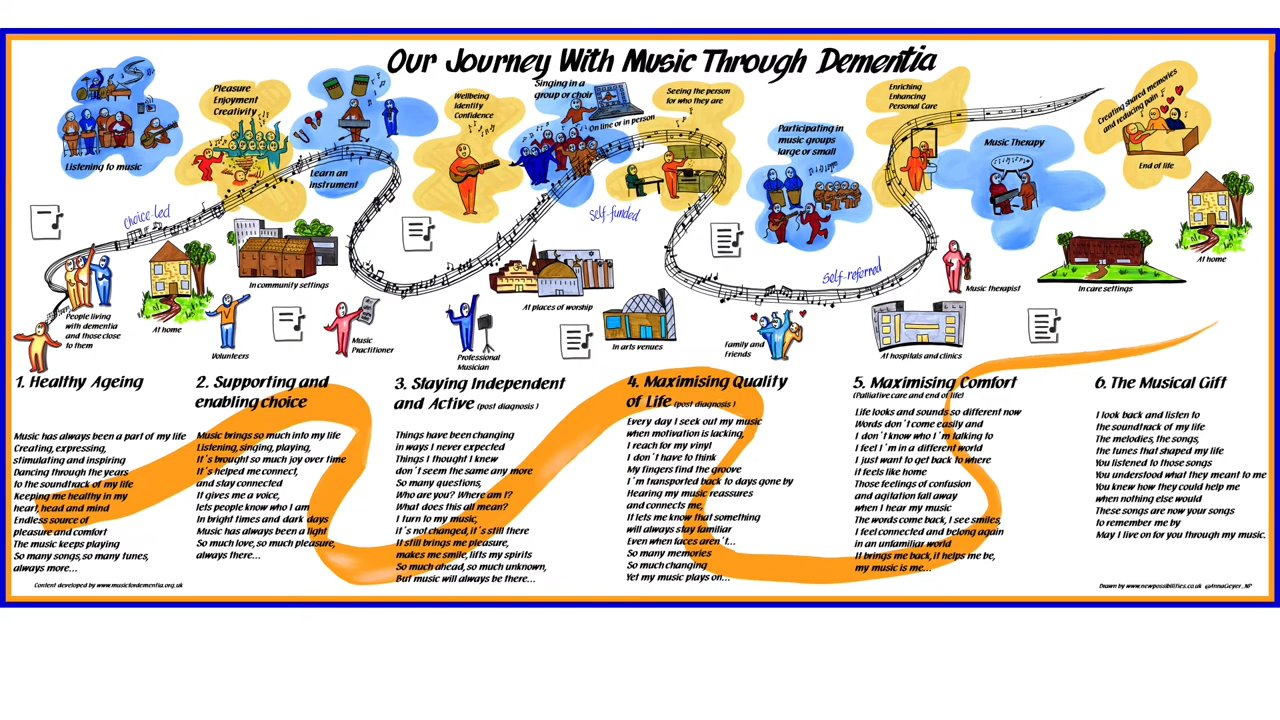 Our Journey With Music Through Dementia
Listening to music
Pleasure
Enjoyment
Creativity
Learn an
instrument
Wellbeing
Identity
Confidence
Singing in a
group or choir
On line or in person
Seeing the person
for who they are
Participating in
music groups
large or small
Enriching
Enhancing
Personal Care
Music Therapy
Creating shared memories
and reducing pain
End of life
choice-led
Self-funded
Self-referred
People living
with dementia
and those close
to them
At home
In community settings
Volunteers
Music
Practitioner
Professional
Musician
At places of worship
In arts venues
Family and
friends
At hospitals and clinics
Music therapist
In care settings
At home
1. Healthy Ageing
Music has always been a part of my life
Creating, expressing,
stimulating and inspiring
Dancing through the years
to the soundtrack of my life
Keeping me healthy in my
heart, head and mind
Endless source of
pleasure and comfort
The music keeps playing
So many songs, so many tunes,
always more...
2. Supporting and
enabling choice
Music brings so much into my life
Listening, singing, playing,
It's brought so much joy over time
It's helped me connect,
and stay connected
It gives me a voice,
lets people know who I am
In bright times and dark days
Music has always been a light
So much love, so much pleasure,
always there...
3. Staying Independent
and Active (post diagnosis)
Things have been changing
in ways I never expected
Things I thought I knew
don't seem the same any more
So many questions,
Who are you? Where am I?
What does this all mean?
I turn to my music,
it's not changed, it's still there
It still brings me pleasure,
makes me smile, lifts my spirits
So much ahead, so much unknown,
But music will always be there...
4. Maximising Quality
of Life (post diagnosis)
Every day I seek out my music
when motivation is lacking,
I reach for my vinyl
I don't have to think
My fingers find the groove
I'm transported back to days gone by
Hearing my music reassures
and connects me,
It lets me know that something
will always stay familiar
Even when faces aren't...
So many memories
So much changing
Yet my music plays on...
5. Maximising Comfort
(Palliative care and end of life)
Life looks and sounds so different now
Words don't come easily and
I don't know who I'm talking to
I feel I'm in a different world
I just want to get back to where
it feels like home
Those feelings of confusion
and agitation fall away
when I hear my music
The words come back, I see smiles,
I feel connected and belong again
in an unfamiliar world
It brings me back, it helps me be,
my music is me...
6. The Musical Gift
I look back and listen to
the soundtrack of my life
The melodies, the songs,
the tunes that shaped my life
You listened to those songs
You understood what they meant to me
You knew how they could help me
when nothing else would
These songs are now your songs
to remember me by
May I live on for you through my music.
Content developed by www.musicfordementia.org.uk
Drawn by www.newpossibilities.co.uk @AnnaGeyer_NP